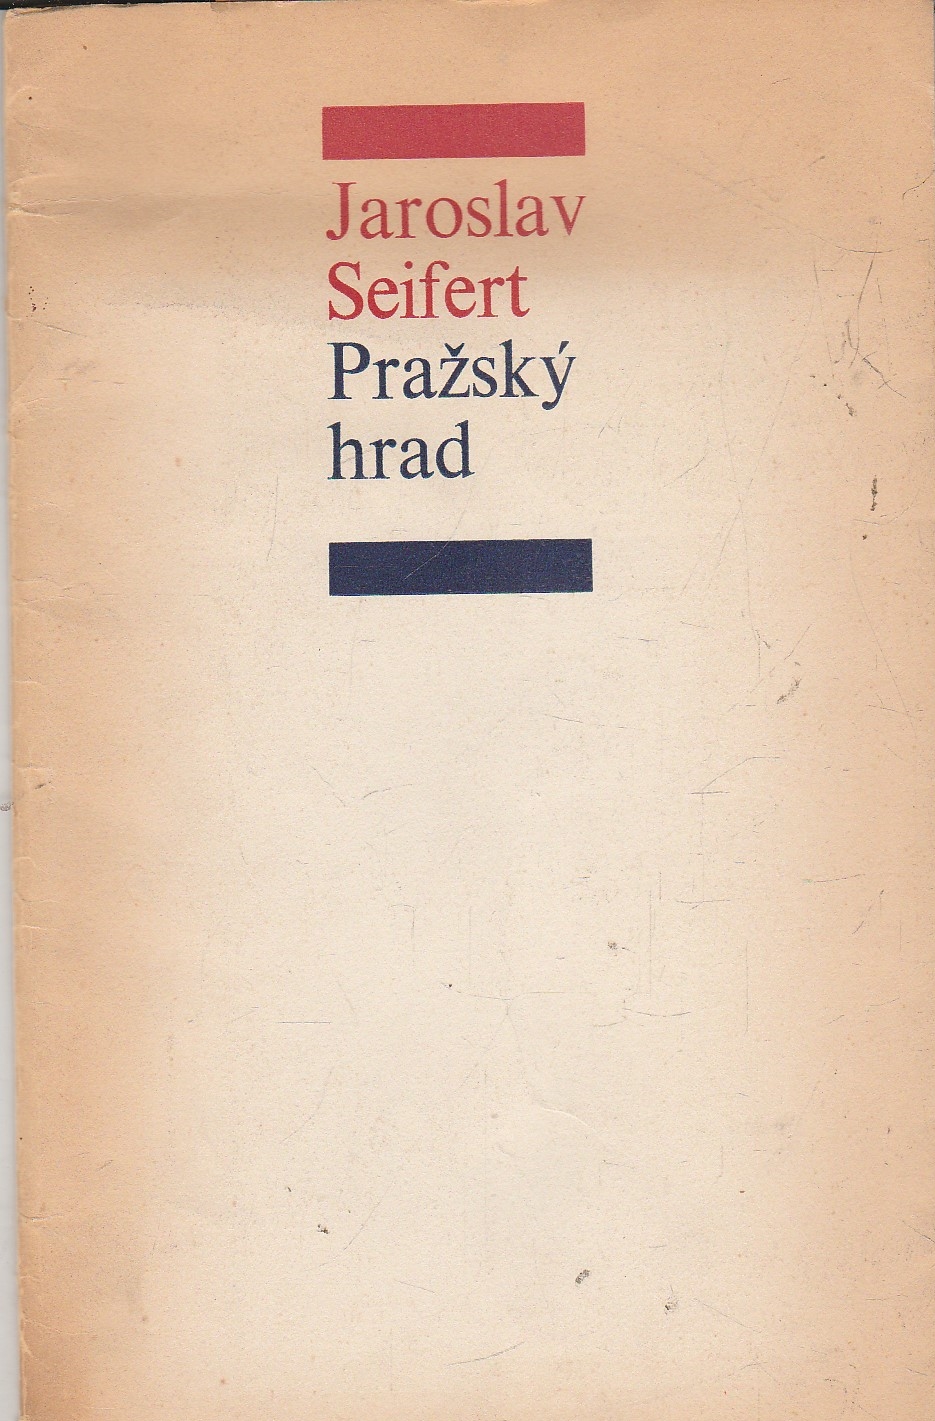 Jaroslav
Seifert
Pražský
hrad